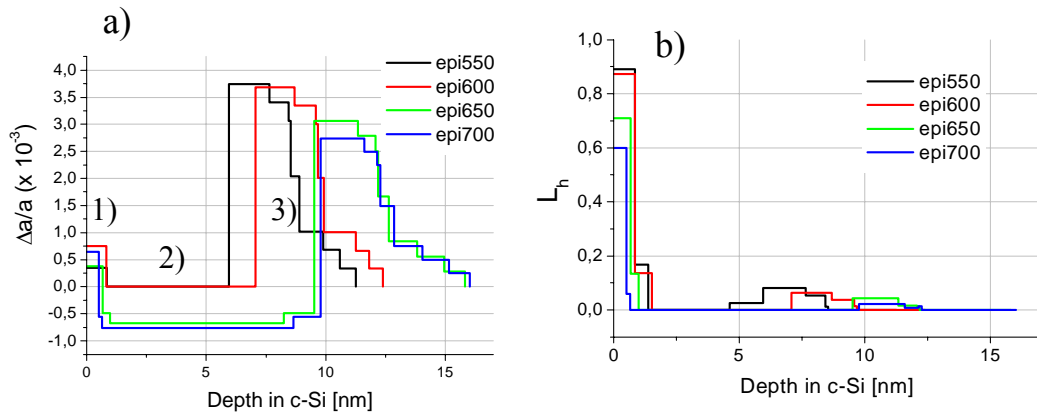 a)
Δa/a (x 10⁻³)
4,0
3,5
3,0
2,5
2,0
1,5
1,0
0,5
0,0
-0,5
-1,0
1)
2)
3)
epi550
epi600
epi650
epi700
0 5 10 15
Depth in c-Si [nm]
b)
L_h
1,0
0,8
0,6
0,4
0,2
0,0
epi550
epi600
epi650
epi700
0 5 10 15
Depth in c-Si [nm]